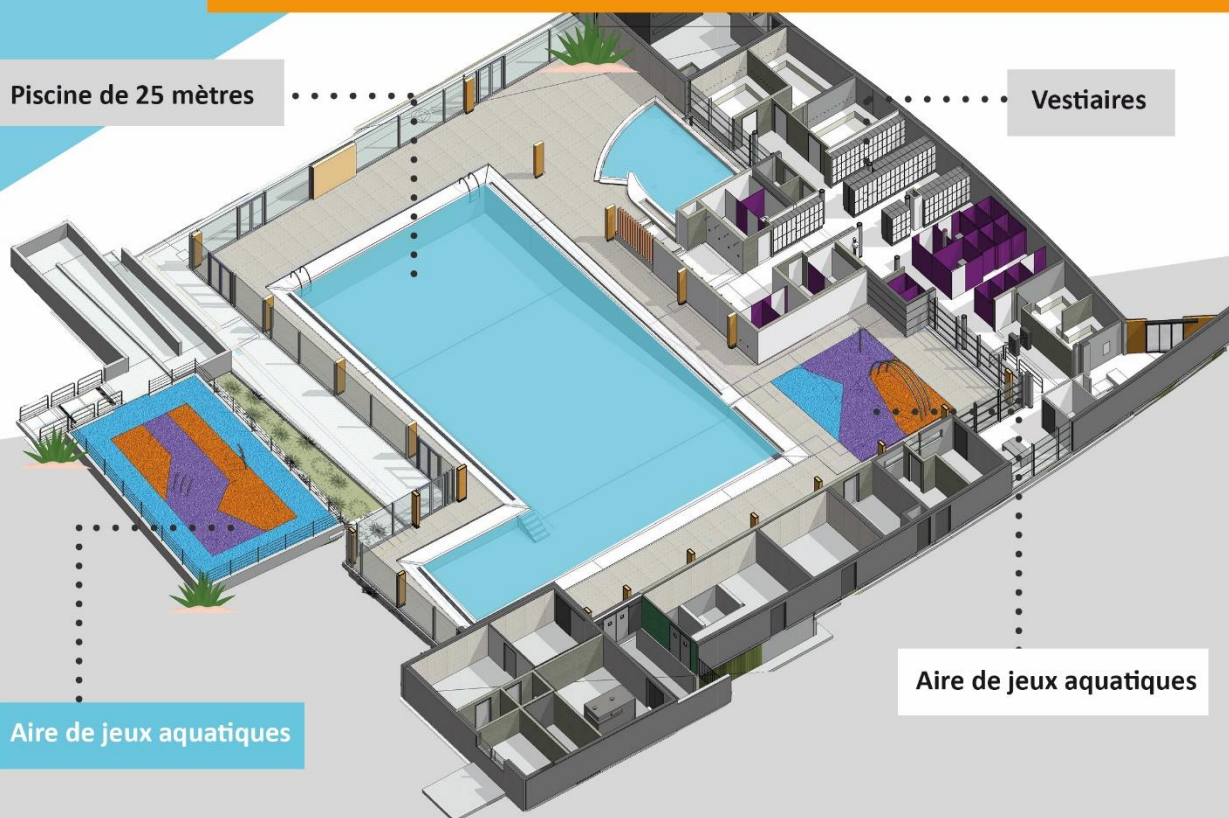 Piscine de 25 mètres
Vestiaires
Aire de jeux aquatiques
Aire de jeux aquatiques